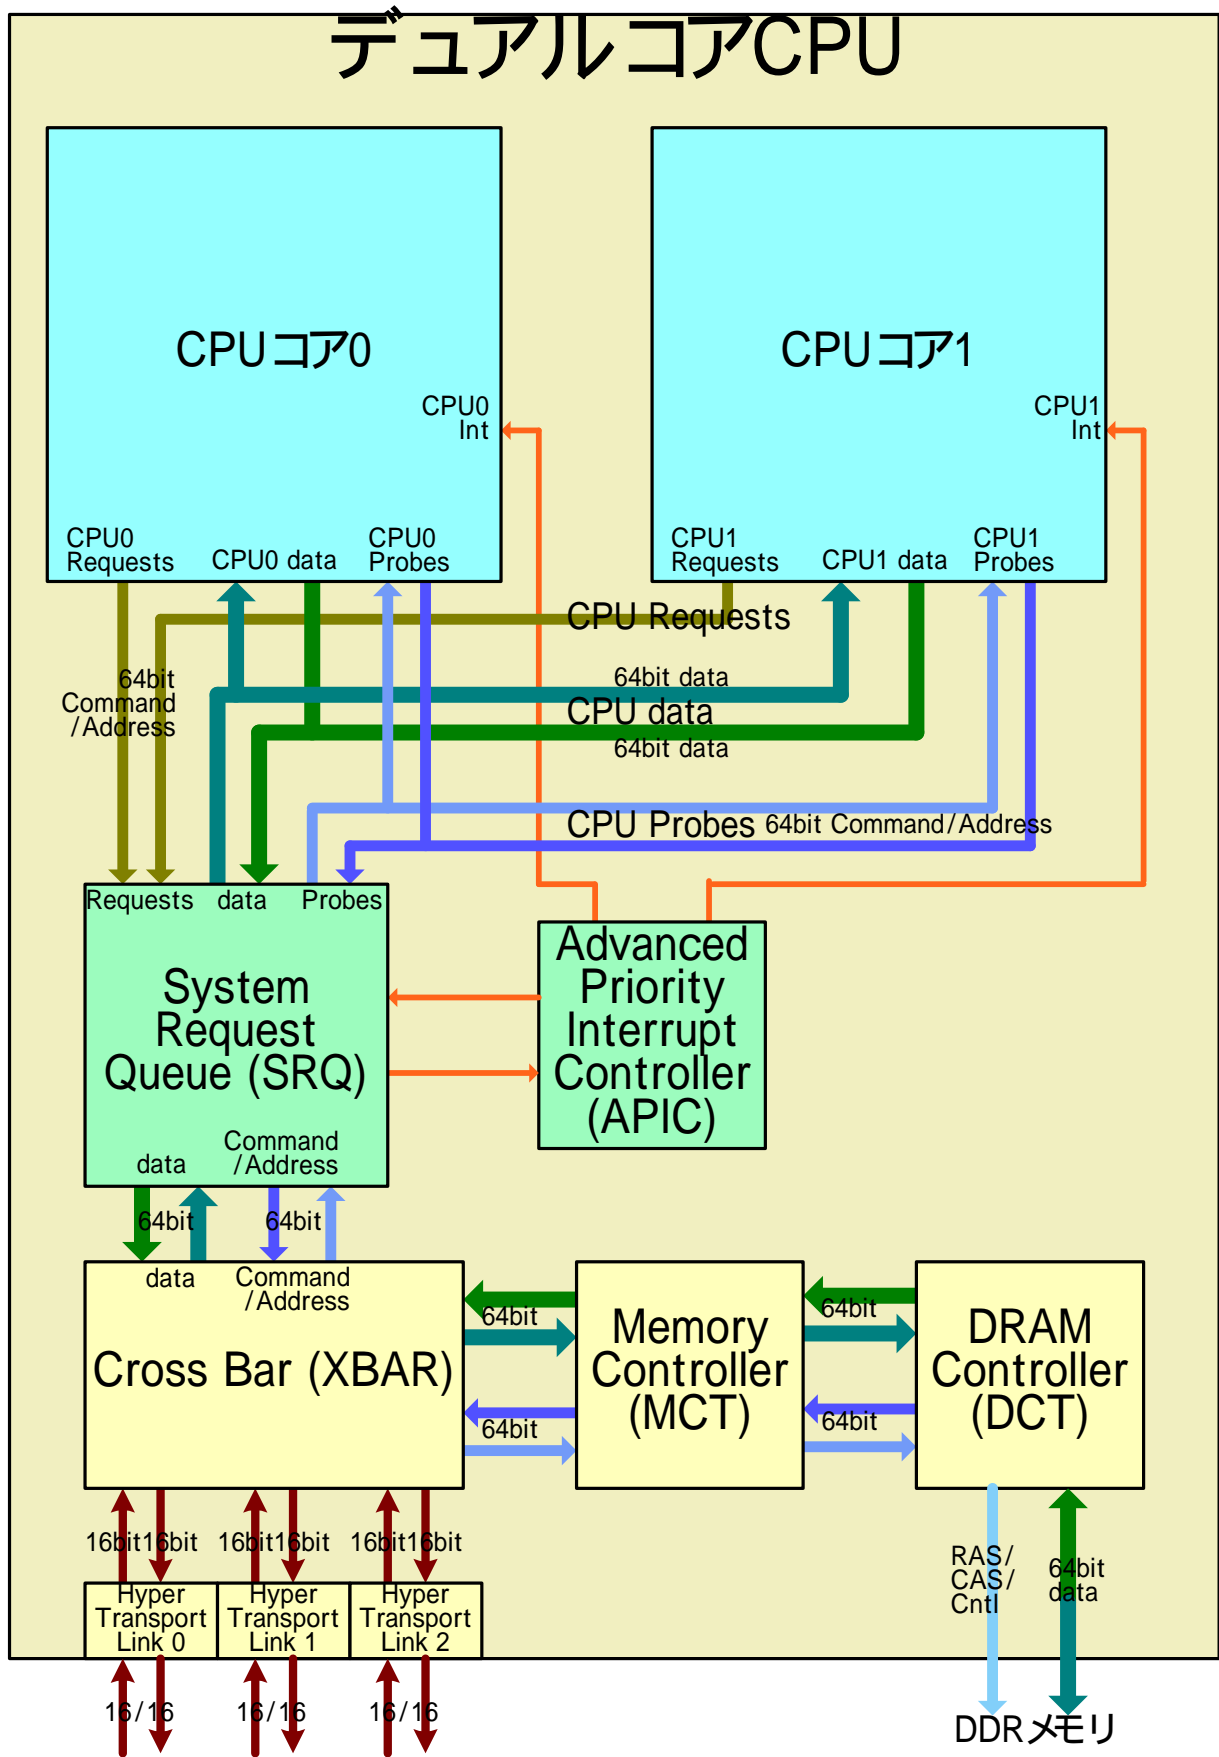 デュアルコアCPU
CPUコア0
CPUコア1
CPU0
Int
CPU1
Int
CPU0
Requests
CPU0 data
CPU0
Probes
CPU1
Requests
CPU1 data
CPU1
Probes
CPU Requests
64bit
Command
/Address
64bit data
CPU data
64bit data
CPU Probes
64bit Command/Address
Requests
data
Probes
System
Request
Queue (SRQ)
Advanced
Priority
Interrupt
Controller
(APIC)
data
Command
/Address
64bit
64bit
data
Command
/Address
Cross Bar (XBAR)
64bit
64bit
Memory
Controller
(MCT)
64bit
64bit
DRAM
Controller
(DCT)
16bit
16bit
16bit
16bit
16bit
16bit
Hyper
Transport
Link 0
Hyper
Transport
Link 1
Hyper
Transport
Link 2
RAS/
CAS/
Cntl
64bit
data
16/16
16/16
16/16
DDRメモリ